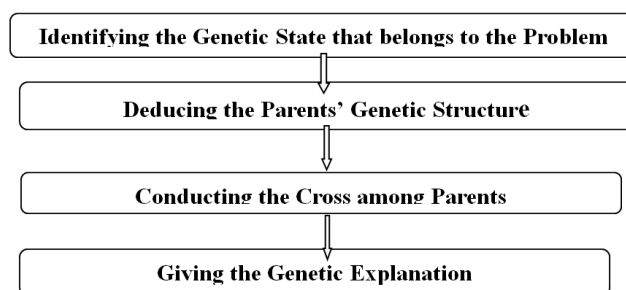 Identifying the Genetic State that belongs to the Problem
Deducing the Parents’ Genetic Structure
Conducting the Cross among Parents
Giving the Genetic Explanation